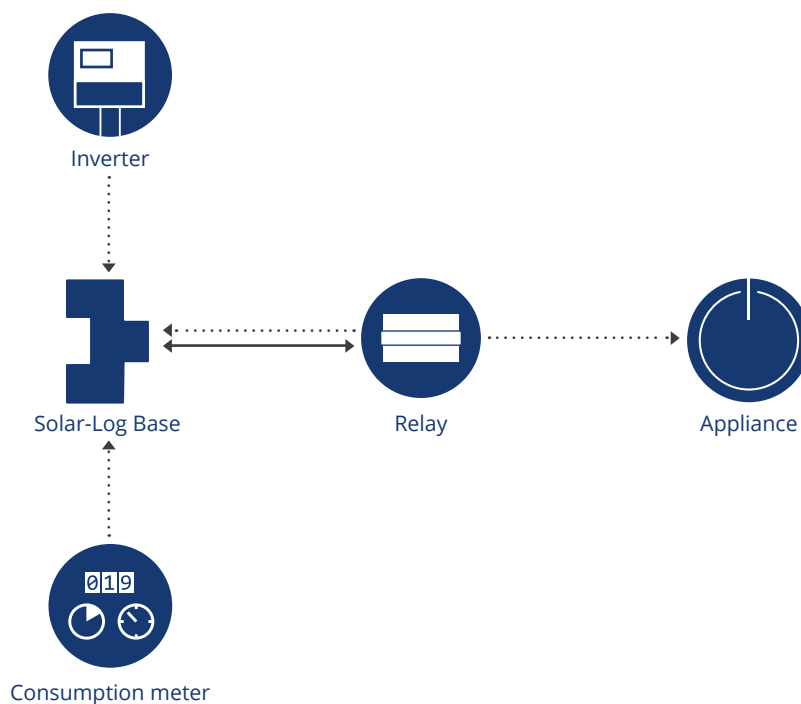 Inverter
Solar-Log Base
Relay
Appliance
019
Consumption meter